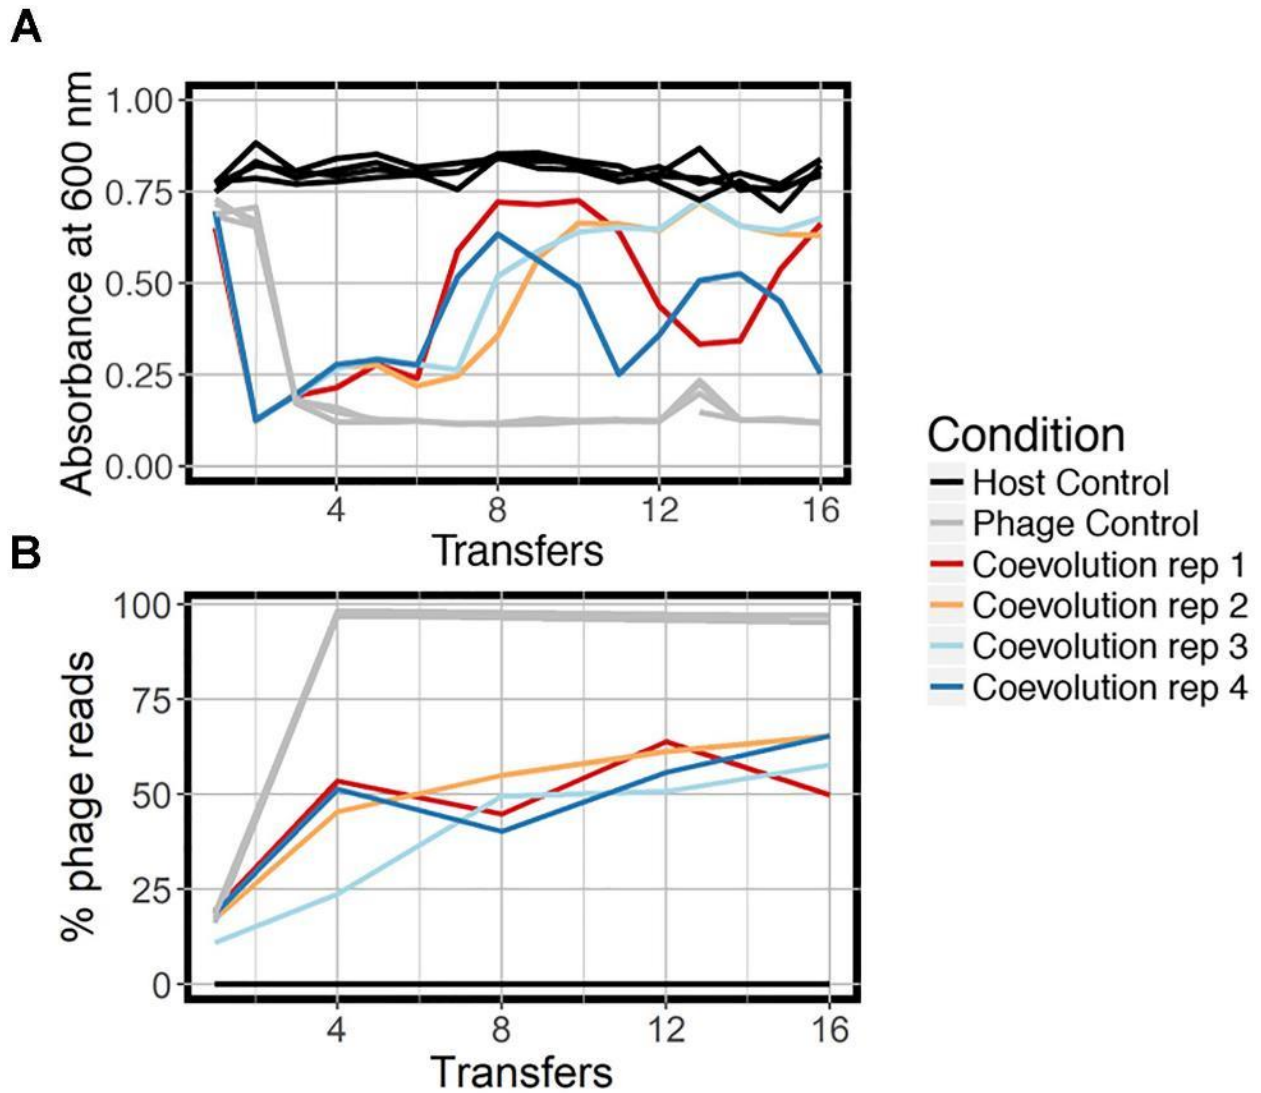 A
Absorbance at 600 nm
1.00
0.75
0.50
0.25
0.00
4 8 12 16
Transfers
B
% phage reads
100
75
50
25
0
4 8 12 16
Transfers
Condition
Host Control
Phage Control
Coevolution rep 1
Coevolution rep 2
Coevolution rep 3
Coevolution rep 4